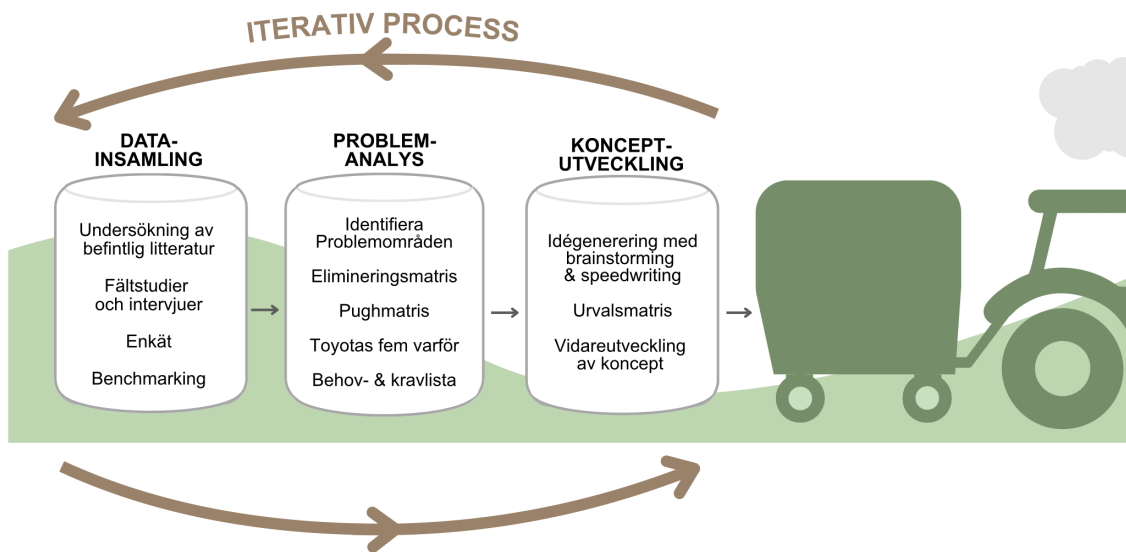 ITERATIV PROCESS
DATA-
INSAMLING
Undersökning av
befintlig litteratur
Fältstudier
och intervjuer
Enkät
Benchmarking
PROBLEM-
ANALYS
Identifiera
Problemområden
Elimineringsmatris
Pughmatris
Toyotas fem varför
Behov- & kravlista
KONCEPT-
UTVECKLING
Idégenerering med
brainstorming
& speedwriting
Urvalsmatris
Vidareutveckling
av koncept